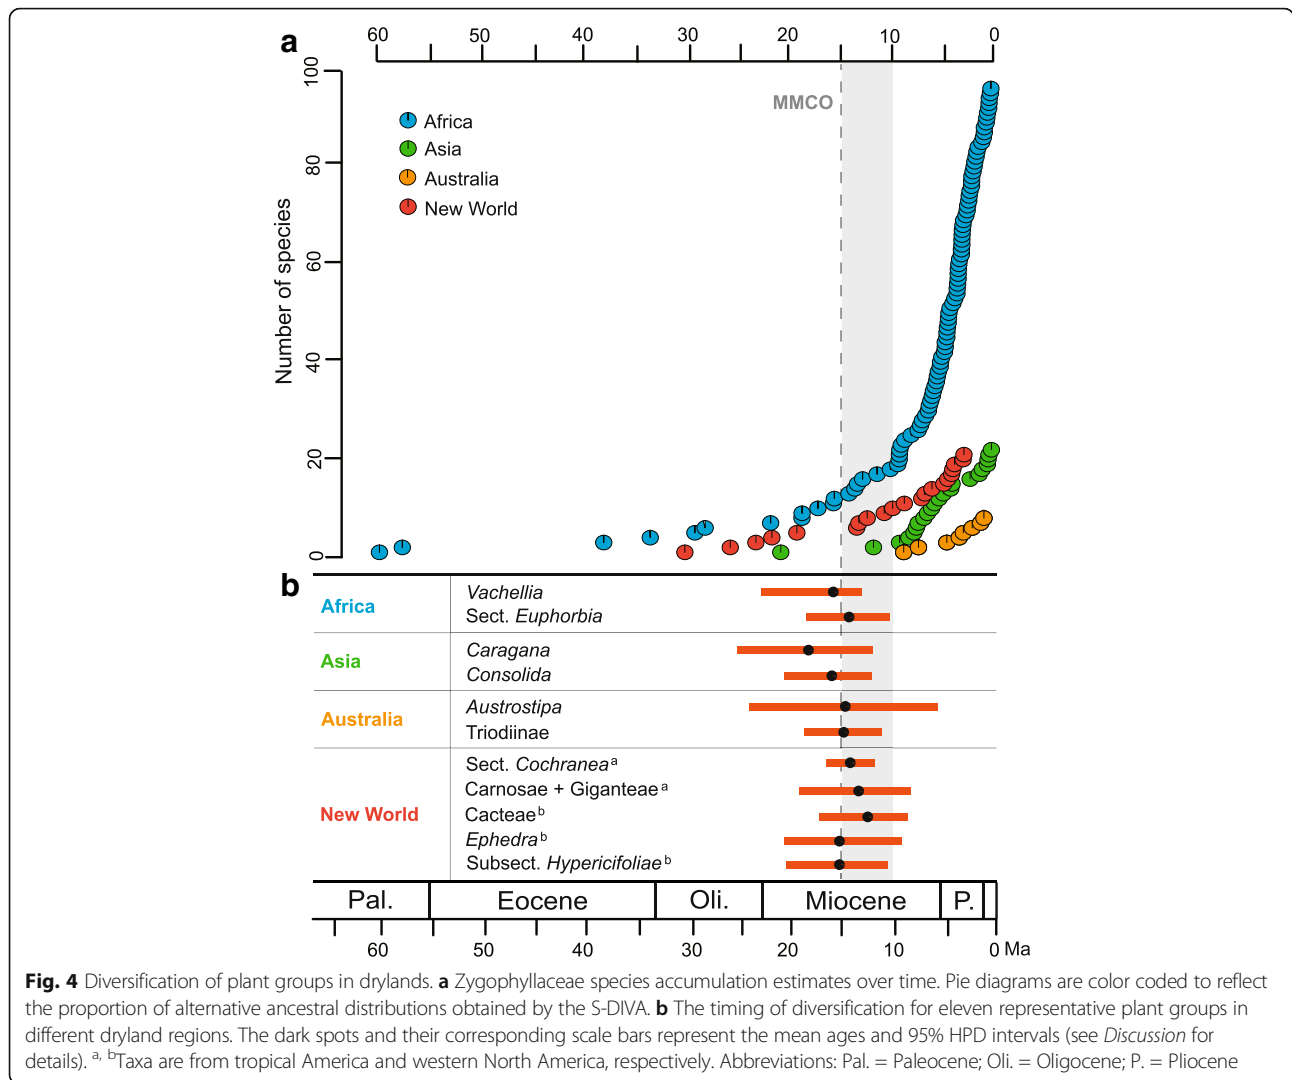 a
60 50 40 30 20 10 0
MMCO
100
80
60
40
20
0
Number of species
Africa
Asia
Australia
New World
b
Africa
Vachellia
Sect. Euphorbia
Asia
Caragana
Consolida
Australia
Austrostipa
Triodiinae
New World
Sect. Cochranea a
Carnosae + Giganteae a
Cacteae b
Ephedra b
Subsect. Hypericifoliae b
Pal. Eocene Oli. Miocene P.
60 50 40 30 20 10 0 Ma
Fig. 4 Diversification of plant groups in drylands. a Zygophyllaceae species accumulation estimates over time. Pie diagrams are color coded to reflect
the proportion of alternative ancestral distributions obtained by the S-DIVA. b The timing of diversification for eleven representative plant groups in
different dryland regions. The dark spots and their corresponding scale bars represent the mean ages and 95% HPD intervals (see Discussion for
details). a, bTaxa are from tropical America and western North America, respectively. Abbreviations: Pal. = Paleocene; Oli. = Oligocene; P. = Pliocene